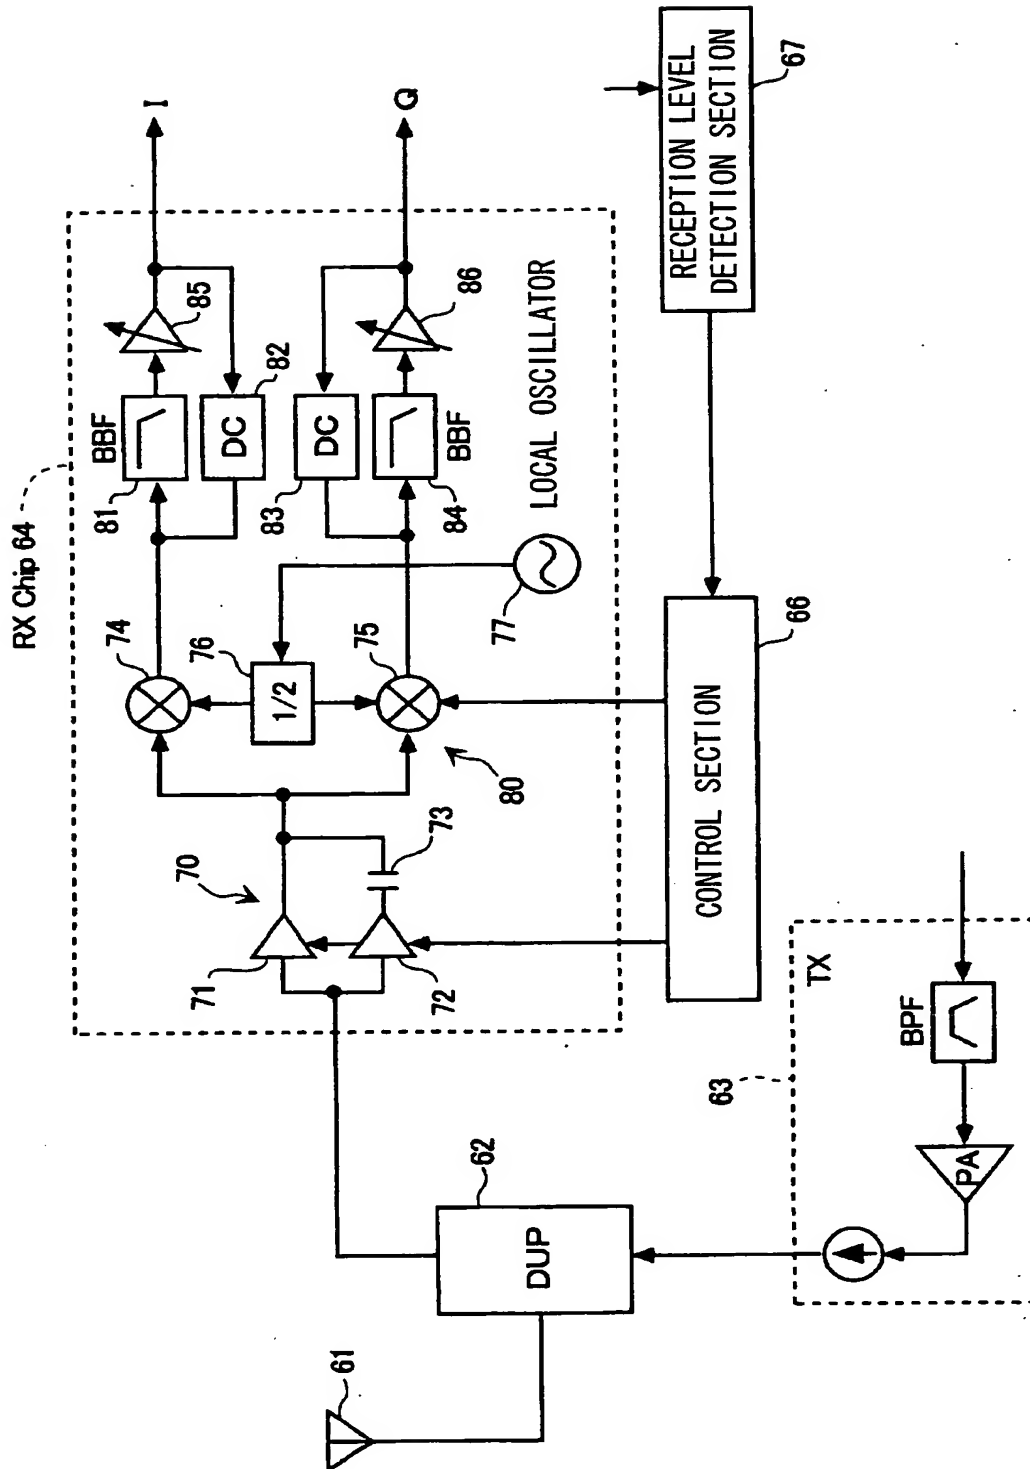 RX Chip 64
I
Q
BBF
81
85
DC
82
83
DC
86
BBF
84
74
76
1/2
75
77
LOCAL OSCILLATOR
80
70
71
72
73
66
CONTROL SECTION
67
RECEPTION LEVEL
DETECTION SECTION
61
62
DUP
63
TX
BPF
PA